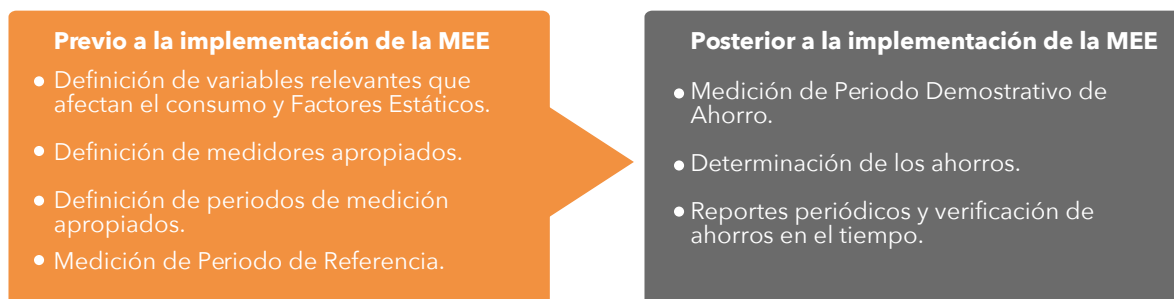 Previo a la implementación de la MEE
Definición de variables relevantes que
afectan el consumo y Factores Estáticos.
Definición de medidores apropiados.
Definición de periodos de medición
apropiados.
Medición de Periodo de Referencia.
Posterior a la implementación de la MEE
Medición de Periodo Demostrativo de
Ahorro.
Determinación de los ahorros.
Reportes periódicos y verificación de
ahorros en el tiempo.